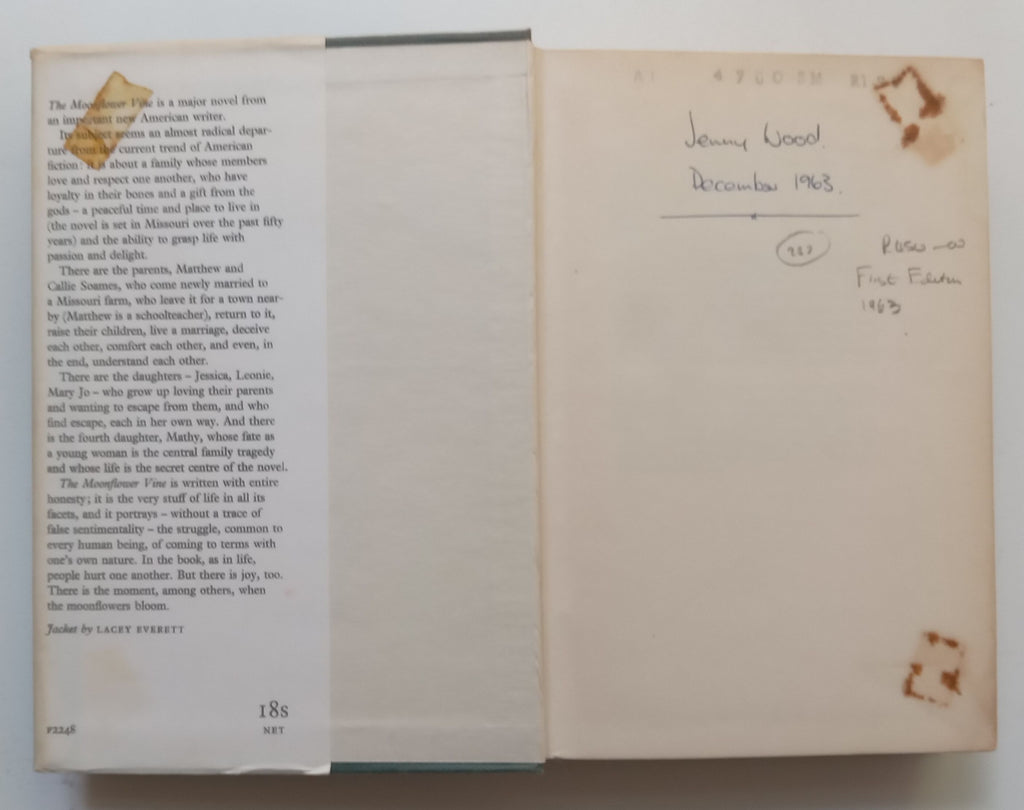 The Moonflower Vine is a major novel from
an important new American writer.
Its subject seems an almost radical depar-
ture from the current trend of American
fiction: it is about a family whose members
love and respect one another, who have
loyalty in their bones and a gift from the
gods – a peaceful time and place to live in
(the novel is set in Missouri over the past fifty
years) and the ability to grasp life with
passion and delight.
There are the parents, Matthew and
Callie Soames, who come newly married to
a Missouri farm, who leave it for a town near-
by (Matthew is a schoolteacher), return to it,
raise their children, live a marriage, deceive
each other, comfort each other, and even, in
the end, understand each other.
There are the daughters – Jessica, Leonie,
Mary Jo – who grow up loving their parents
and wanting to escape from them, and who
find escape, each in her own way. And there
is the fourth daughter, Mathy, whose fate as
a young woman is the central family tragedy
and whose life is the secret centre of the novel.
The Moonflower Vine is written with entire
honesty; it is the very stuff of life in all its
facets, and it portrays – without a trace of
false sentimentality – the struggle, common to
every human being, of coming to terms with
one's own nature. In the book, as in life,
people hurt one another. But there is joy, too.
There is the moment, among others, when
the moonflowers bloom.
Jacket by LACEY EVERETT
18s
NET
P2248
Jenny Wood.
December 1963.
First Edition
1963